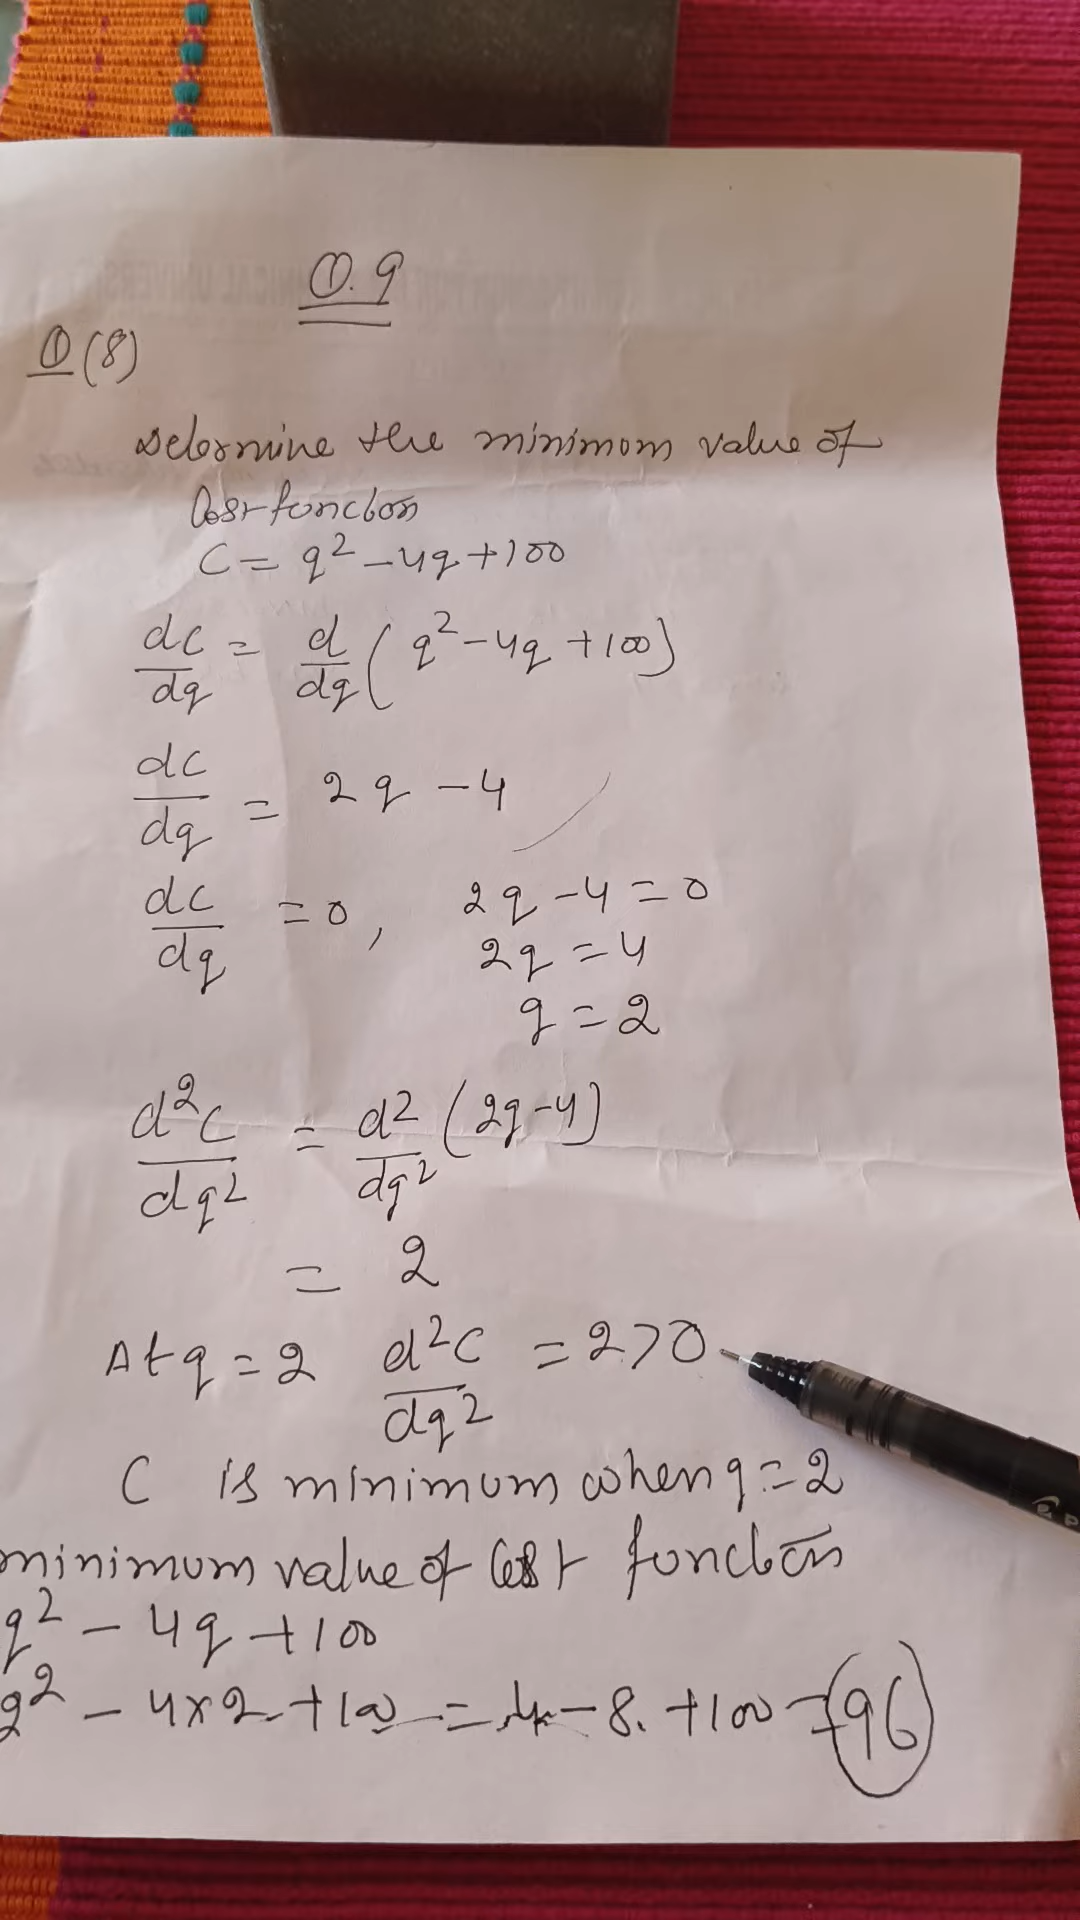 Q.9
Q(8)
Determine the minimum value of
Cost function
C = q² - 4q + 100
dC/dq = d/dq (q² - 4q + 100)
dC/dq = 2q - 4
dC/dq = 0, 2q - 4 = 0
2q = 4
q = 2
d²C/dq² = d²/dq² (2q - 4)
= 2
At q = 2 d²C/dq² = 2 > 0
C is minimum when q = 2
minimum value of Cost function
q² - 4q + 100
2² - 4×2 + 100 = 4 - 8 + 100 = 96